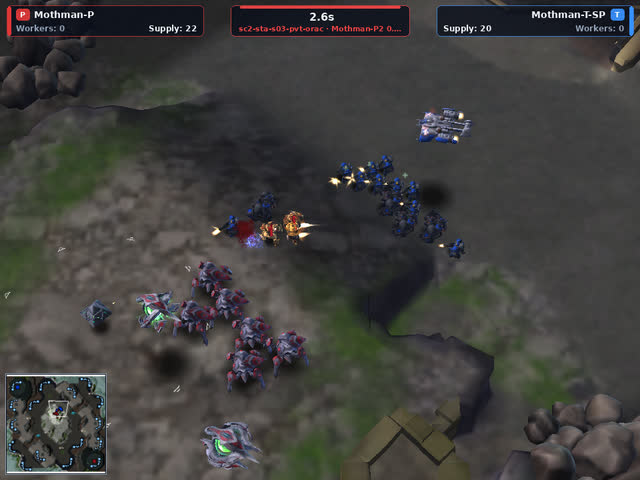 P Mothman-P
Workers: 0 Supply: 22
2.6s
sc2-sta-s03-pvt-orac · Mothman-P2 0....
Mothman-T-SP T
Supply: 20 Workers: 0